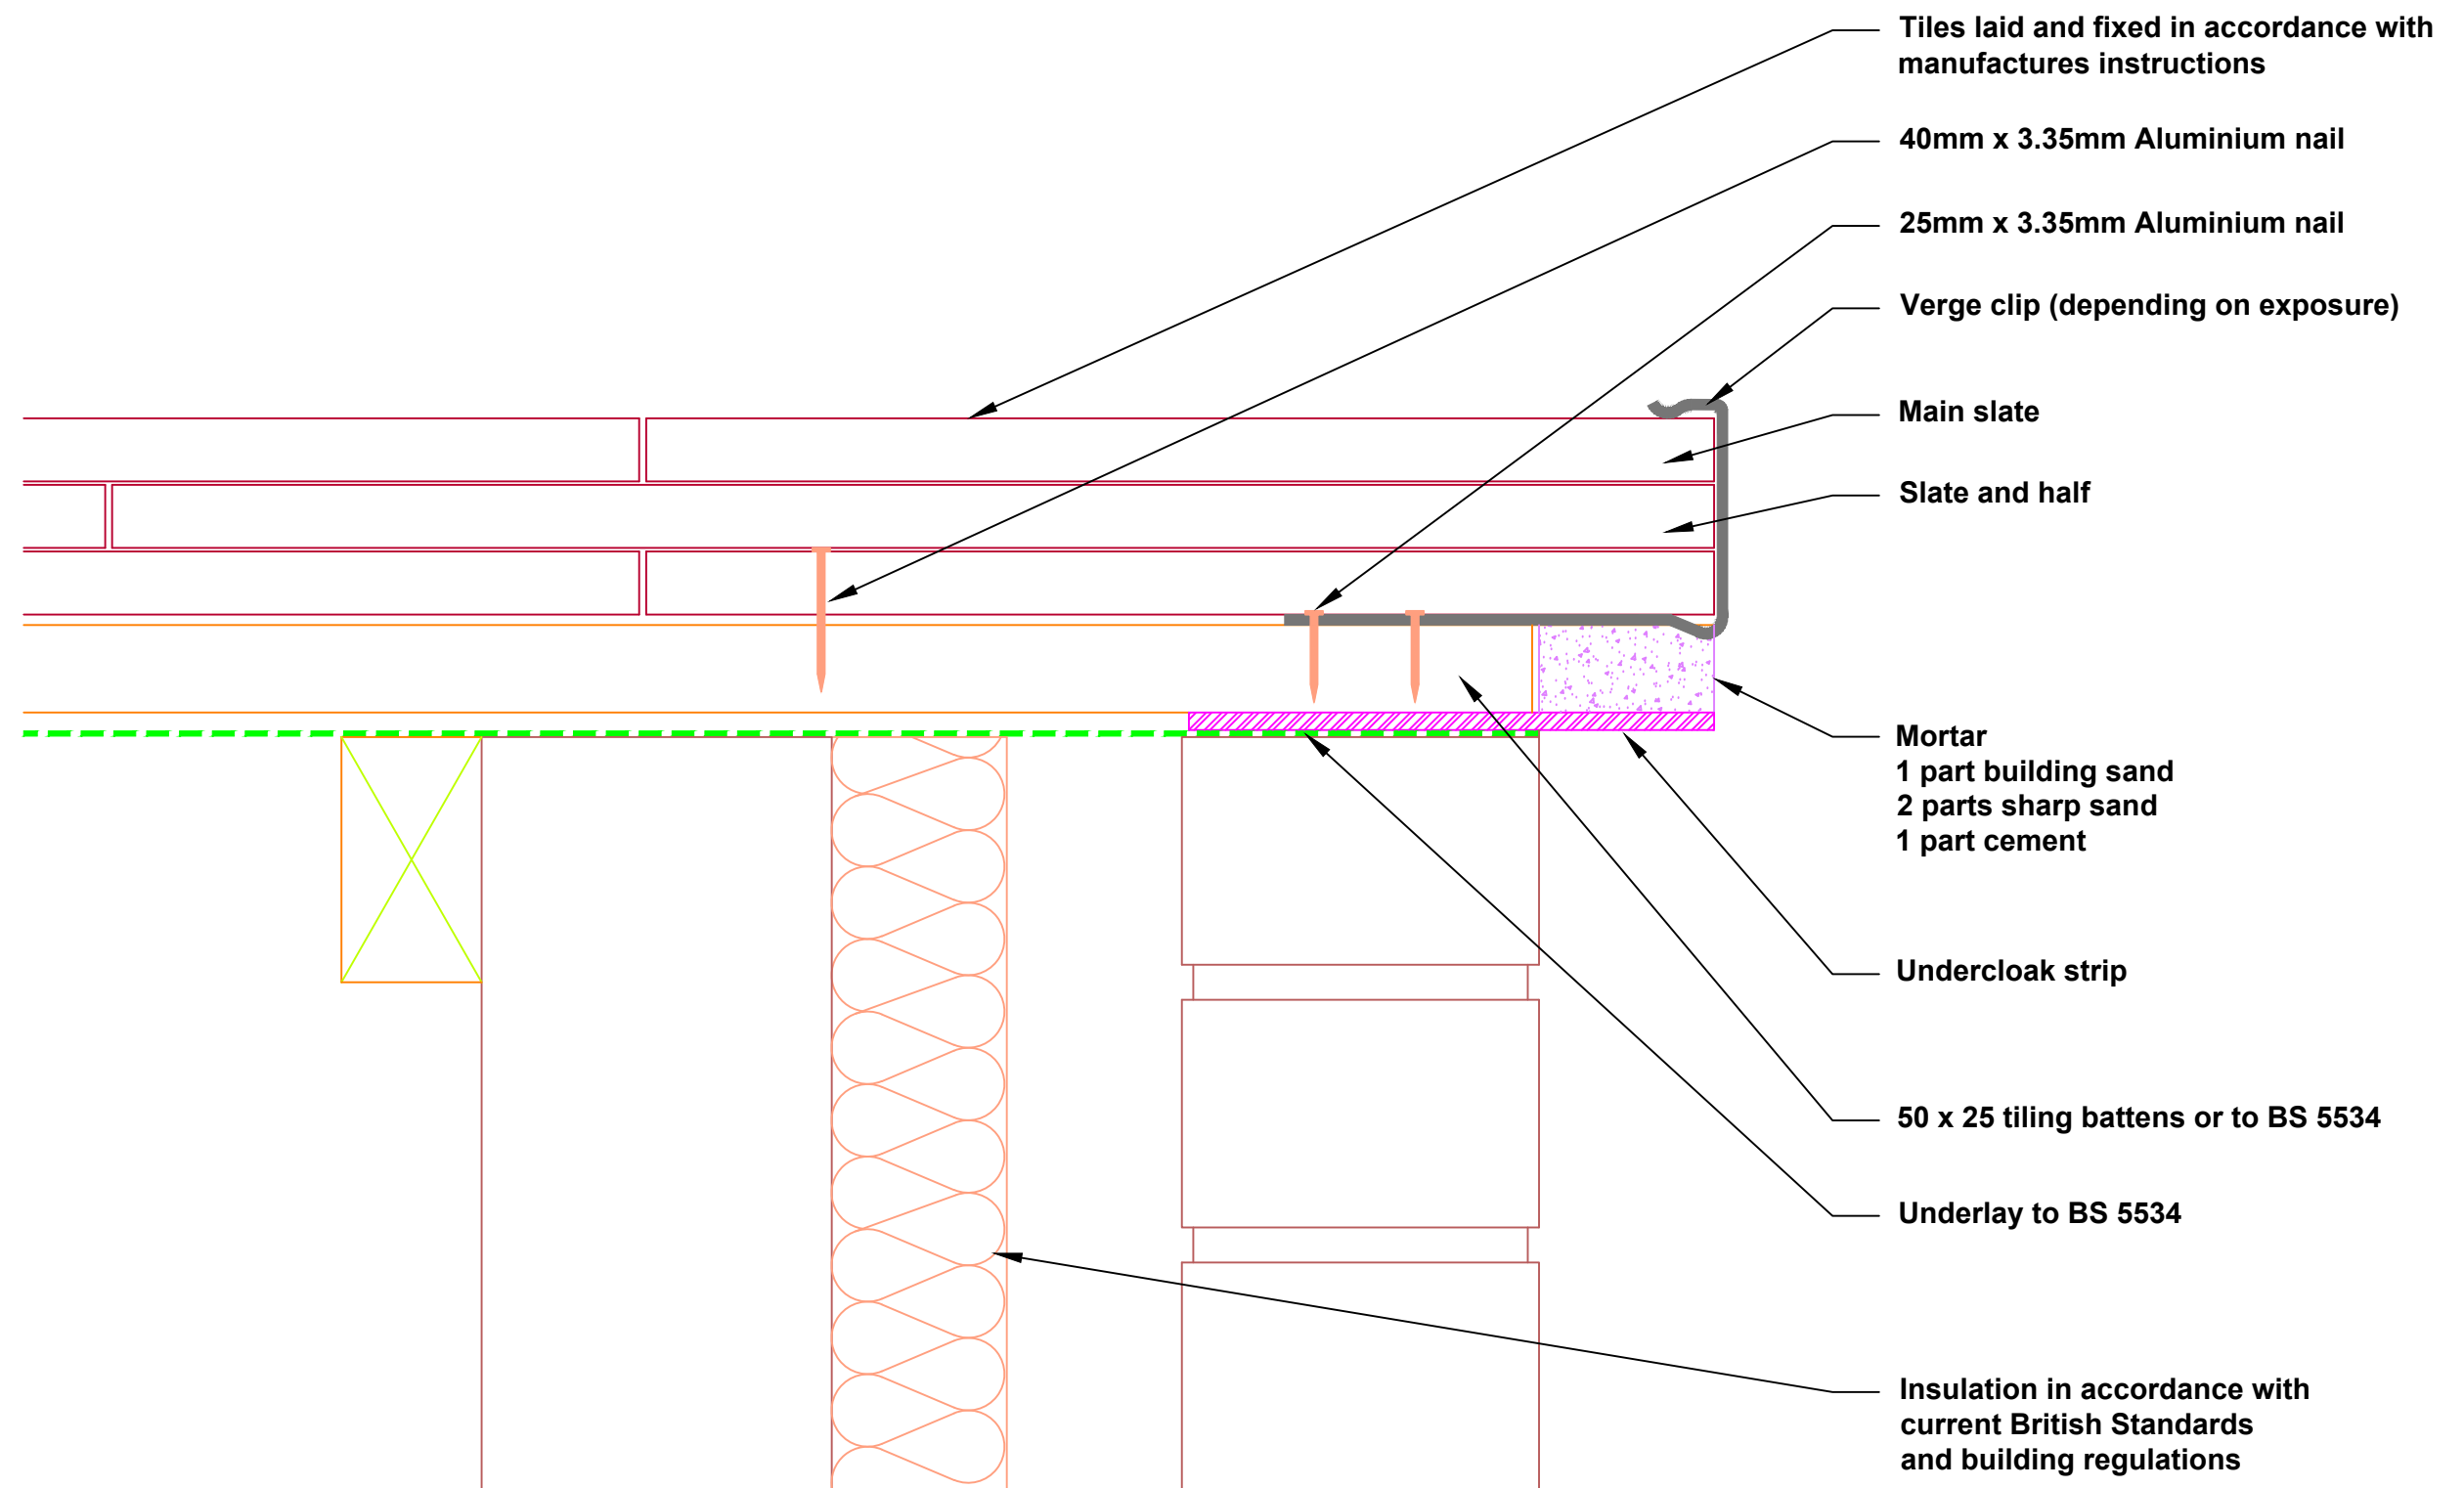 Tiles laid and fixed in accordance with
manufactures instructions
40mm x 3.35mm Aluminium nail
25mm x 3.35mm Aluminium nail
Verge clip (depending on exposure)
Main slate
Slate and half
Mortar
1 part building sand
2 parts sharp sand
1 part cement
Undercloak strip
50 x 25 tiling battens or to BS 5534
Underlay to BS 5534
Insulation in accordance with
current British Standards
and building regulations